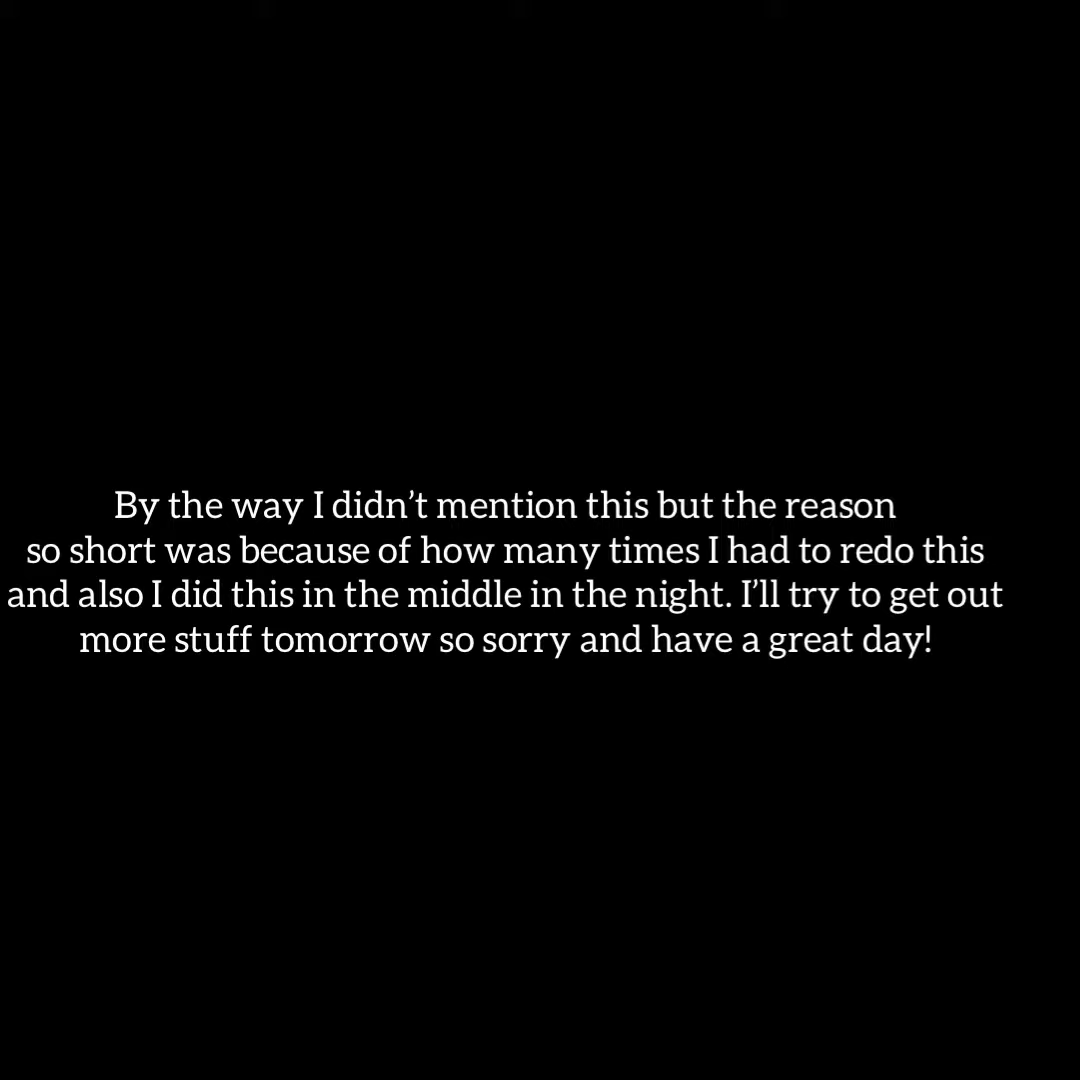 By the way I didn’t mention this but the reason
so short was because of how many times I had to redo this
and also I did this in the middle in the night. I’ll try to get out
more stuff tomorrow so sorry and have a great day!